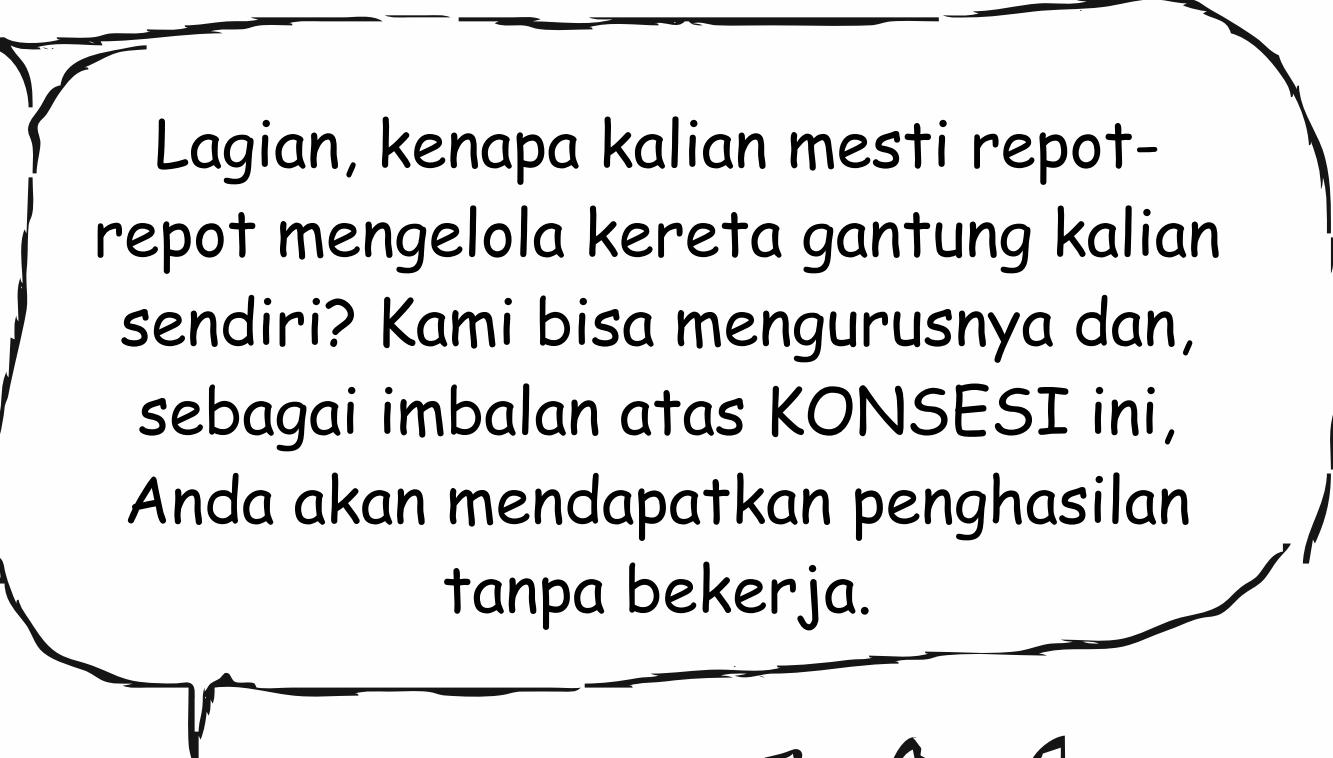 Lagian, kenapa kalian mesti repot-
repot mengelola kereta gantung kalian
sendiri? Kami bisa mengurusnya dan,
sebagai imbalan atas KONSESI ini,
Anda akan mendapatkan penghasilan
tanpa bekerja.